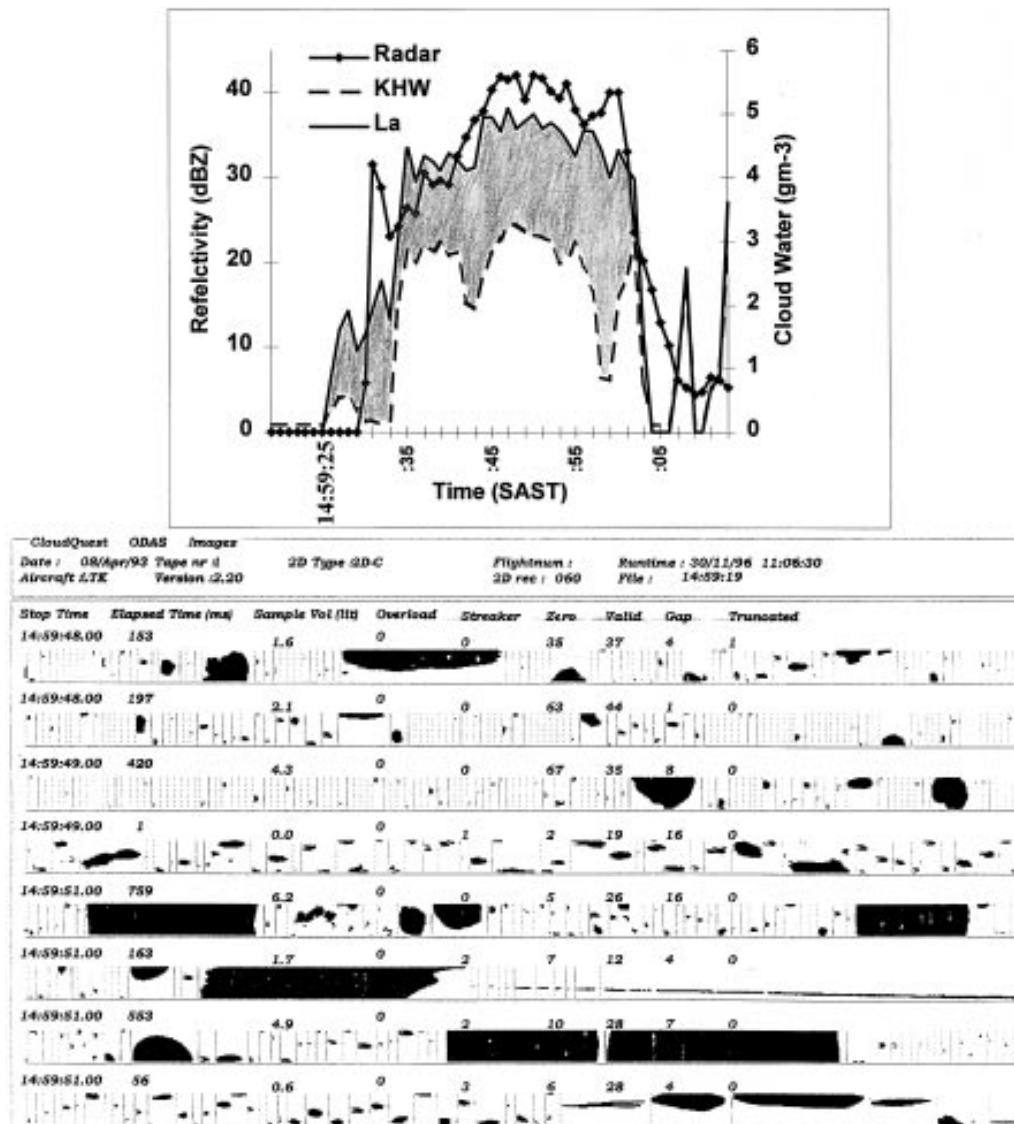 Radar
KHW
La
Refelctivity (dBZ)
40
30
20
10
0
6
5
4
3
2
1
0
Cloud Water (gm-3)
14:59:25
:35
:45
:55
:05
Time (SAST)
CloudQuest ODAS Images
Date : 08/Apr/93 Tape nr :1 2D Type :2D-C Flightnum : Runtime : 30/11/96 11:06:30
Aircraft :LTK Version :2.20 2D rec : 060 File : 14:59:19
Stop Time Elapsed Time (ms) Sample Vol (lit) Overload Streaker Zero Valid Gap Truncated
14:59:48.00 153 1.6 0 0 35 37 4 1
14:59:48.00 197 2.1 0 0 63 44 1 0
14:59:49.00 420 4.3 0 0 67 35 8 0
14:59:49.00 1 0.0 0 1 2 19 16 0
14:59:51.00 759 6.2 0 0 5 26 16 0
14:59:51.00 163 1.7 0 2 7 12 4 0
14:59:51.00 553 4.9 0 2 10 28 7 0
14:59:51.00 56 0.6 0 3 6 28 4 0